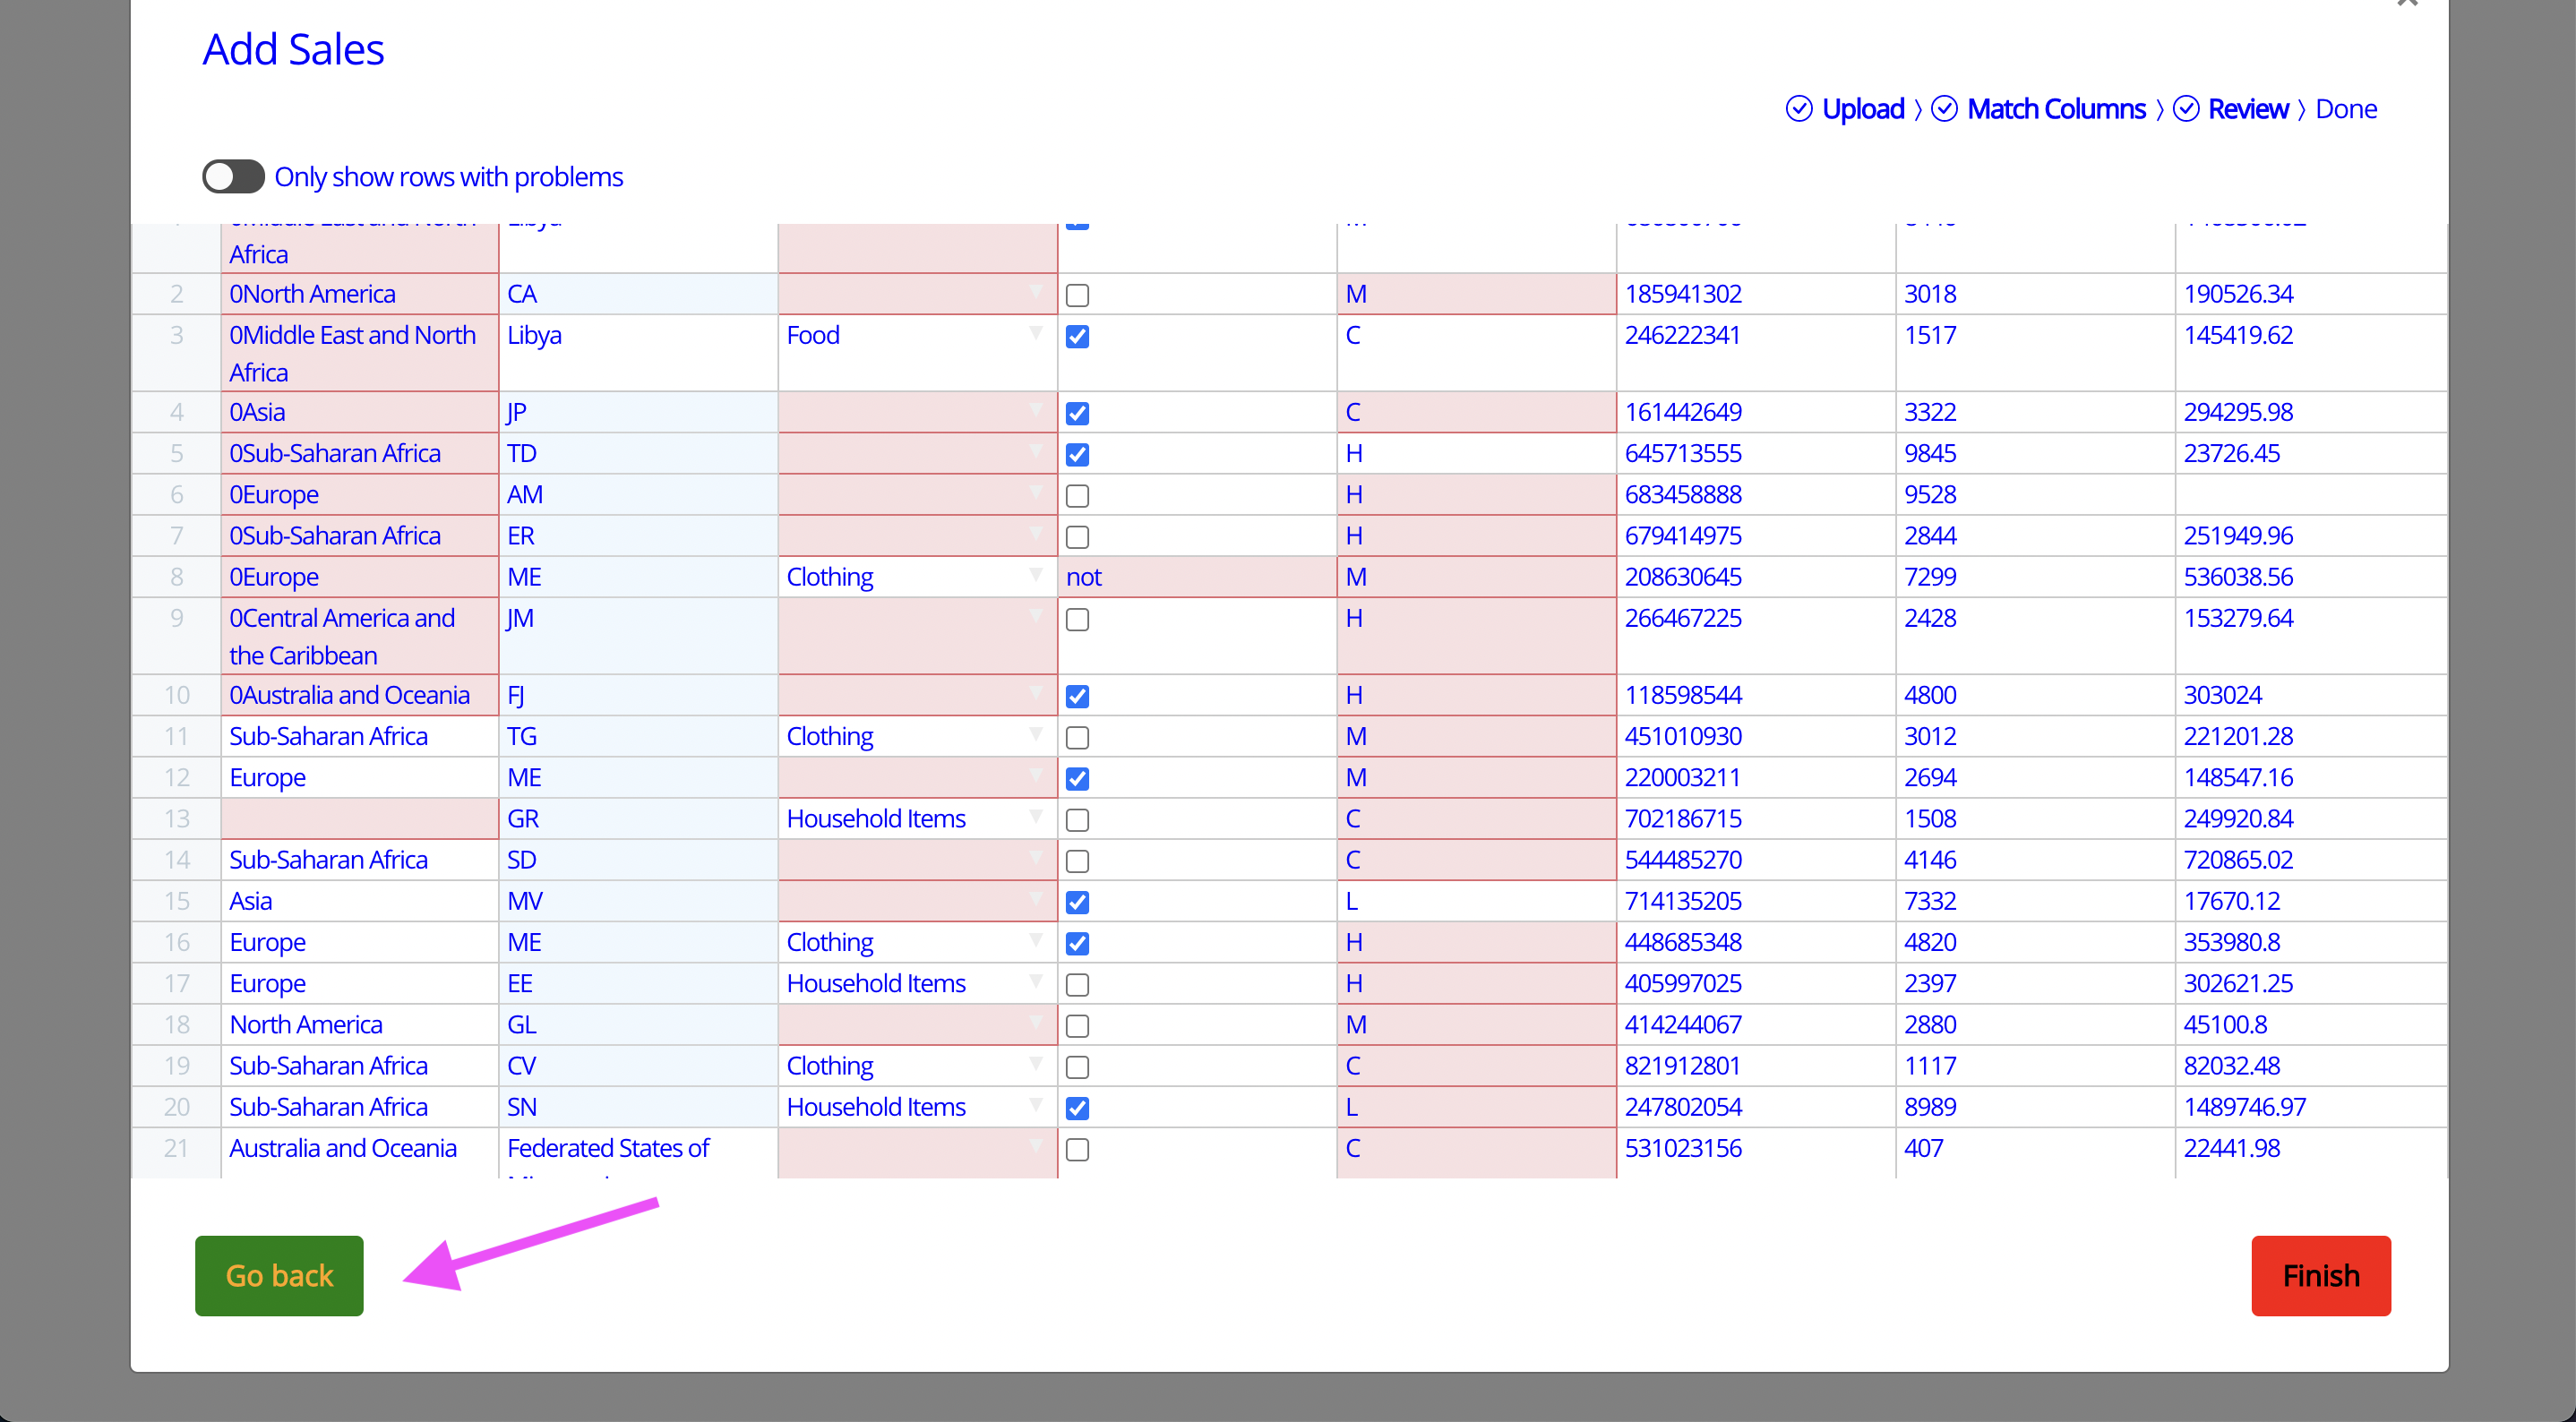 Add Sales
Upload 〉 Match Columns 〉 Review 〉 Done
Only show rows with problems
Africa
2 0North America CA M 185941302 3018 190526.34
3 0Middle East and North Libya Food C 246222341 1517 145419.62
Africa
4 0Asia JP C 161442649 3322 294295.98
5 0Sub-Saharan Africa TD H 645713555 9845 23726.45
6 0Europe AM H 683458888 9528
7 0Sub-Saharan Africa ER H 679414975 2844 251949.96
8 0Europe ME Clothing not M 208630645 7299 536038.56
9 0Central America and JM H 266467225 2428 153279.64
the Caribbean
10 0Australia and Oceania FJ H 118598544 4800 303024
11 Sub-Saharan Africa TG Clothing M 451010930 3012 221201.28
12 Europe ME M 220003211 2694 148547.16
13 GR Household Items C 702186715 1508 249920.84
14 Sub-Saharan Africa SD C 544485270 4146 720865.02
15 Asia MV L 714135205 7332 17670.12
16 Europe ME Clothing H 448685348 4820 353980.8
17 Europe EE Household Items H 405997025 2397 302621.25
18 North America GL M 414244067 2880 45100.8
19 Sub-Saharan Africa CV Clothing C 821912801 1117 82032.48
20 Sub-Saharan Africa SN Household Items L 247802054 8989 1489746.97
21 Australia and Oceania Federated States of C 531023156 407 22441.98
Go back
Finish